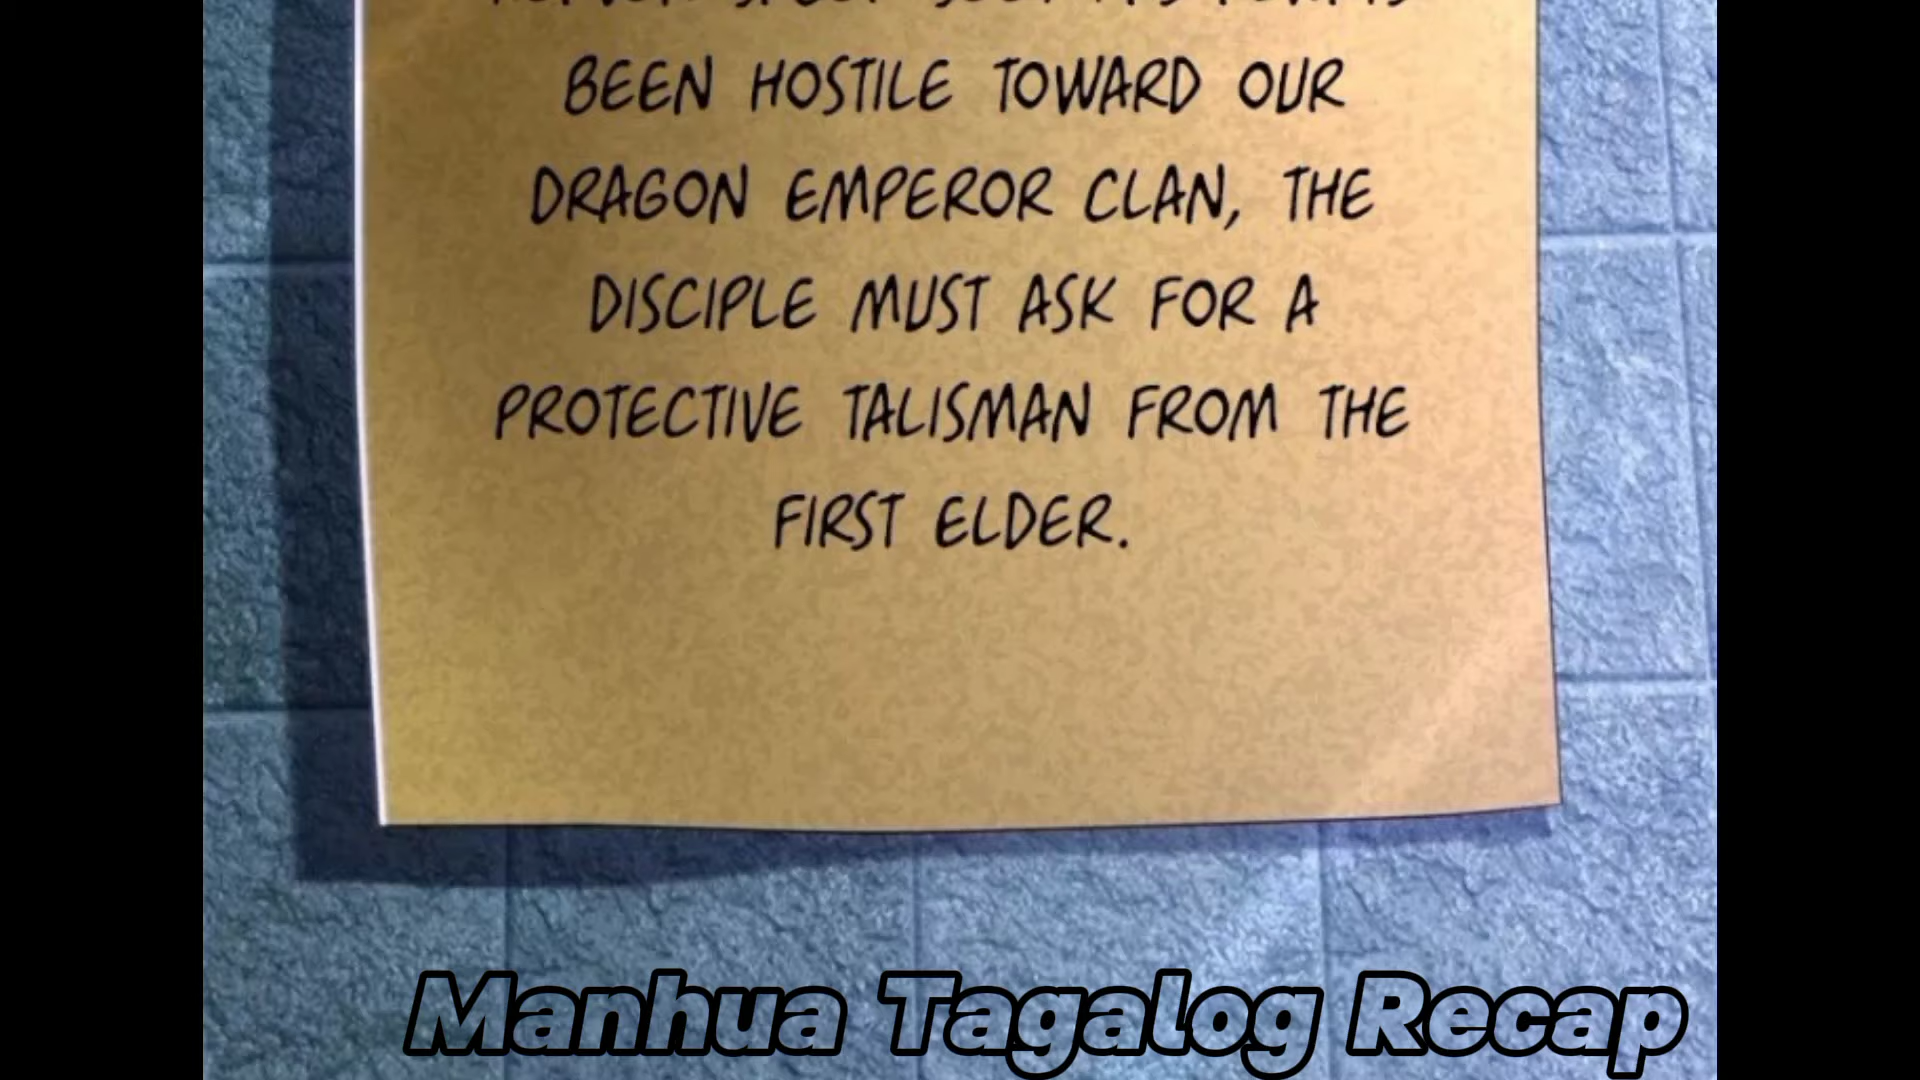 BEEN HOSTILE TOWARD OUR
DRAGON EMPEROR CLAN, THE
DISCIPLE MUST ASK FOR A
PROTECTIVE TALISMAN FROM THE
FIRST ELDER.
Manhua Tagalog Recap